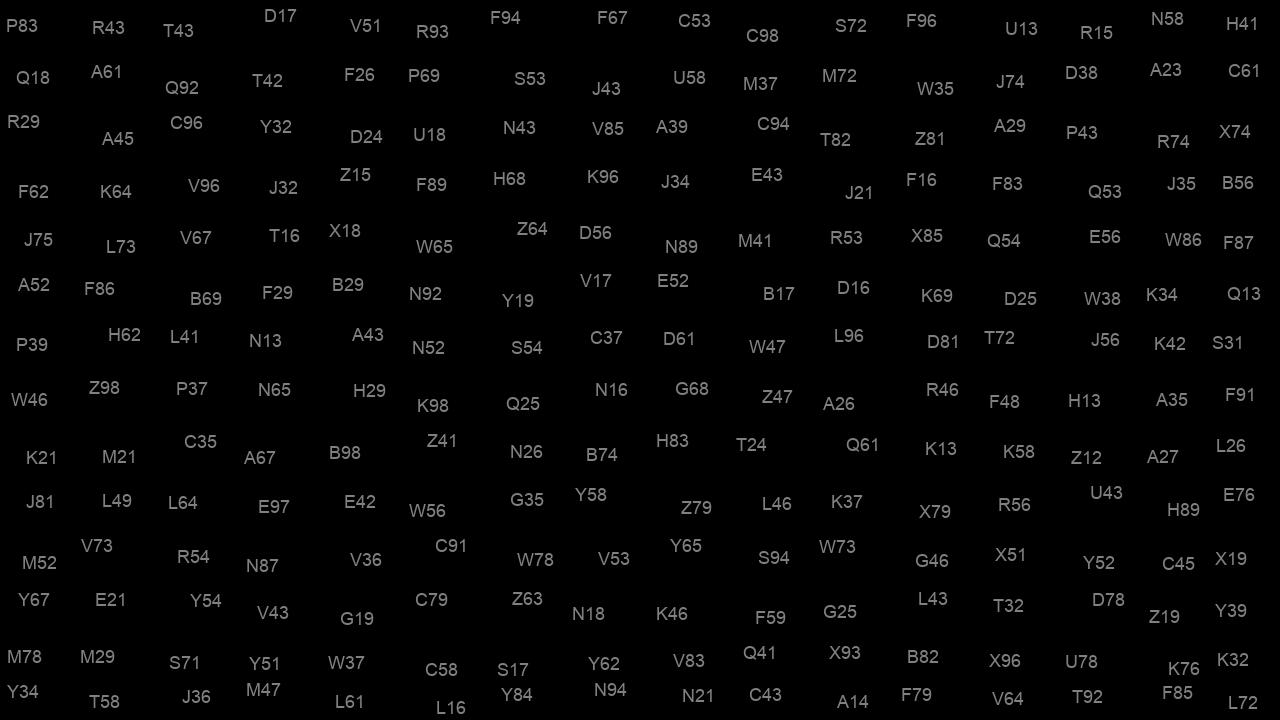 P83 R43 T43 D17 V51 R93 F94 F67 C53 C98 S72 F96 U13 R15 N58 H41
Q18 A61 Q92 T42 F26 P69 S53 J43 U58 M37 M72 W35 J74 D38 A23 C61
R29 A45 C96 Y32 D24 U18 N43 V85 A39 C94 T82 Z81 A29 P43 R74 X74
F62 K64 V96 J32 Z15 F89 H68 K96 J34 E43 J21 F16 F83 Q53 J35 B56
J75 L73 V67 T16 X18 W65 Z64 D56 N89 M41 R53 X85 Q54 E56 W86 F87
A52 F86 B69 F29 B29 N92 Y19 V17 E52 B17 D16 K69 D25 W38 K34 Q13
P39 H62 L41 N13 A43 N52 S54 C37 D61 W47 L96 D81 T72 J56 K42 S31
W46 Z98 P37 N65 H29 K98 Q25 N16 G68 Z47 A26 R46 F48 H13 A35 F91
K21 M21 C35 A67 B98 Z41 N26 B74 H83 T24 Q61 K13 K58 Z12 A27 L26
J81 L49 L64 E97 E42 W56 G35 Y58 Z79 L46 K37 X79 R56 U43 H89 E76
M52 V73 R54 N87 V36 C91 W78 V53 Y65 S94 W73 G46 X51 Y52 C45 X19
Y67 E21 Y54 V43 G19 C79 Z63 N18 K46 F59 G25 L43 T32 D78 Z19 Y39
M78 M29 S71 Y51 W37 C58 S17 Y62 V83 Q41 X93 B82 X96 U78 K76 K32
Y34 T58 J36 M47 L61 L16 Y84 N94 N21 C43 A14 F79 V64 T92 F85 L72